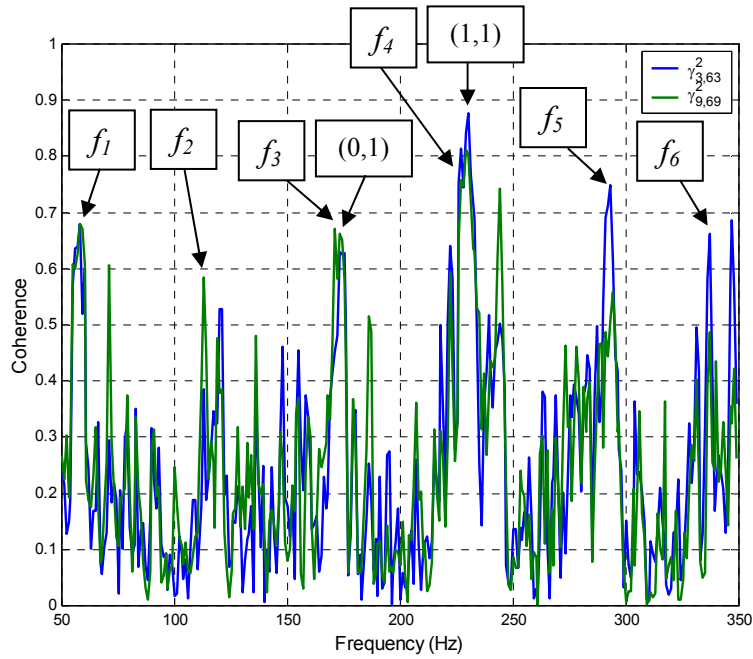 f4
(1,1)
γ²3,63
γ²9,69
f1
f2
f3
(0,1)
f5
f6
1
0.9
0.8
0.7
0.6
0.5
0.4
0.3
0.2
0.1
0
Coherence
50 100 150 200 250 300 350
Frequency (Hz)